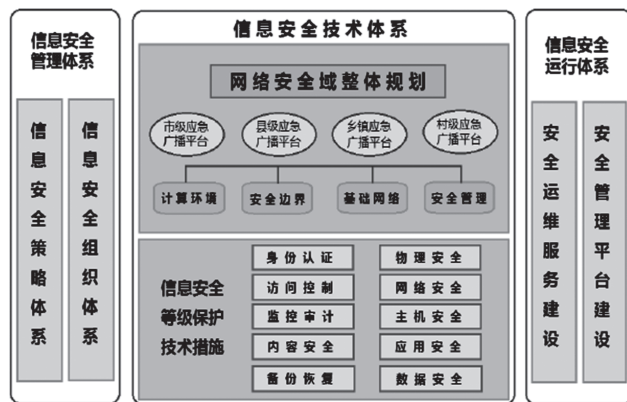 信息安全
管理体系
信息安全策略体系
信息安全组织体系
信息安全技术体系
网络安全域整体规划
市级应急
广播平台
县级应急
广播平台
乡镇应急
广播平台
村级应急
广播平台
计算环境
安全边界
基础网络
安全管理
信息安全
等级保护
技术措施
身份认证
物理安全
访问控制
网络安全
监控审计
主机安全
内容安全
应用安全
备份恢复
数据安全
信息安全
运行体系
安全运维服务建设
安全管理平台建设